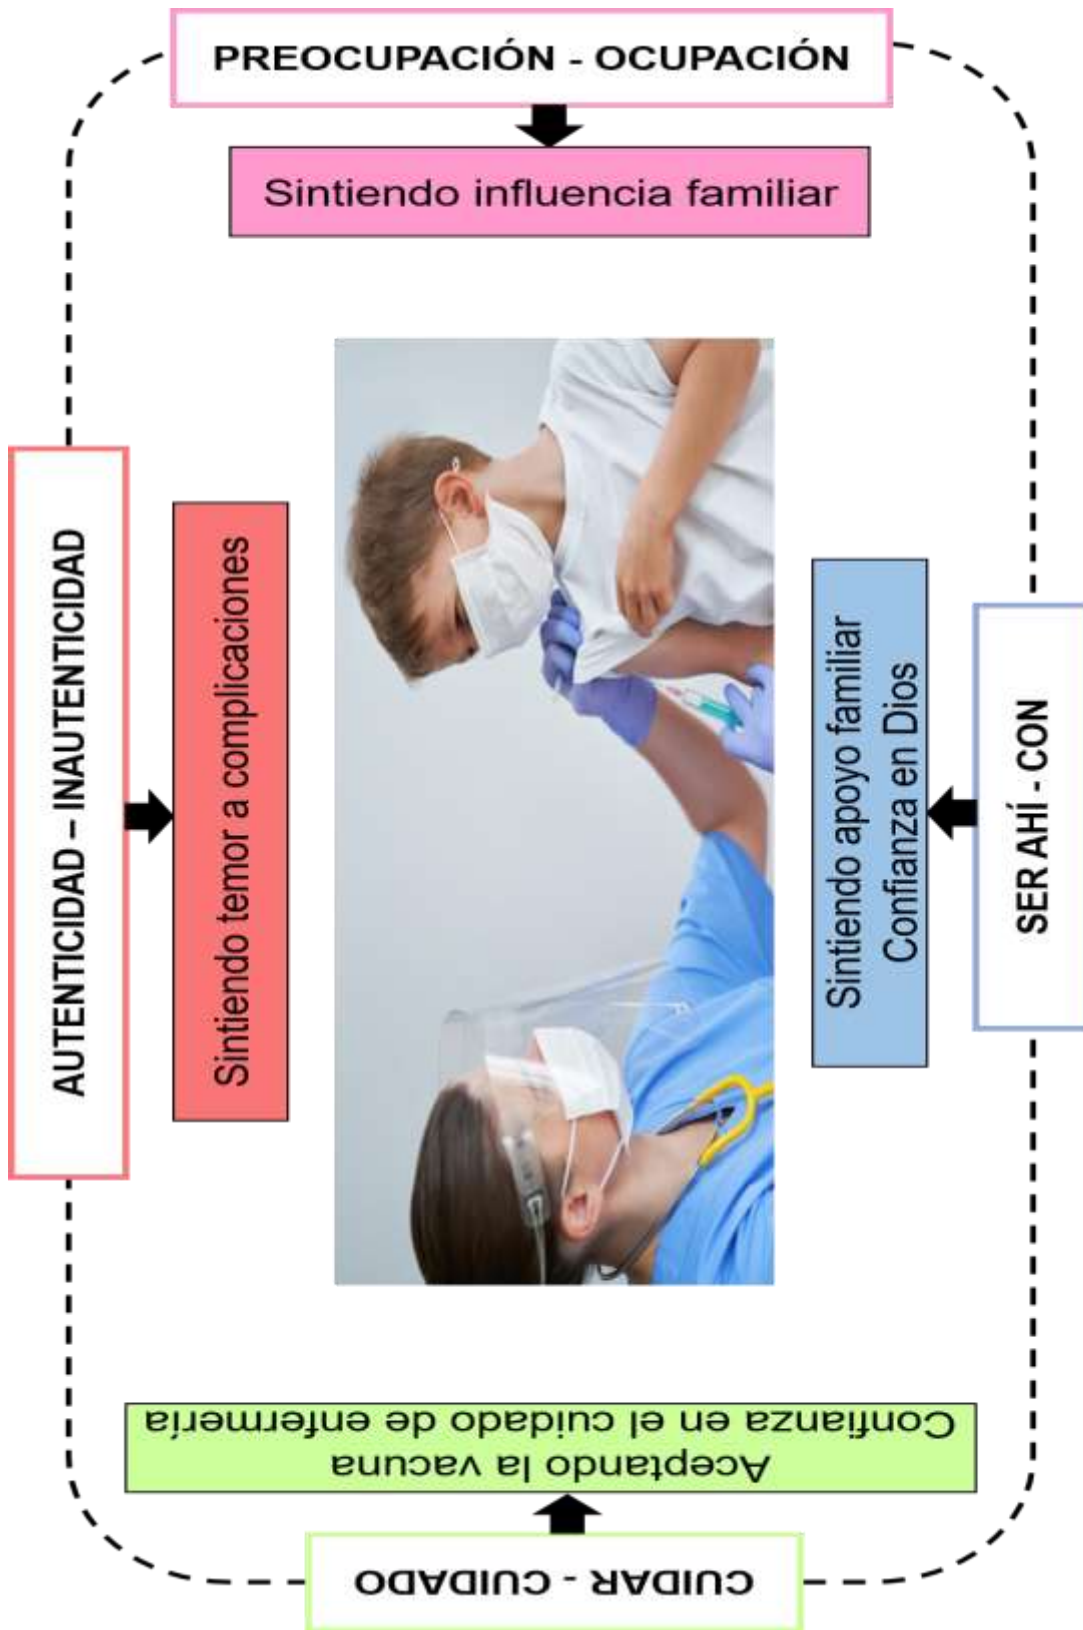 PREOCUPACIÓN - OCUPACIÓN
Sintiendo influencia familiar
AUTENTICIDAD – INAUTENTICIDAD
Sintiendo temor a complicaciones
Sintiendo apoyo familiar
Confianza en Dios
SER AHÍ - CON
Aceptando la vacuna
Confianza en el cuidado de enfermería
CUIDAR - CUIDADO